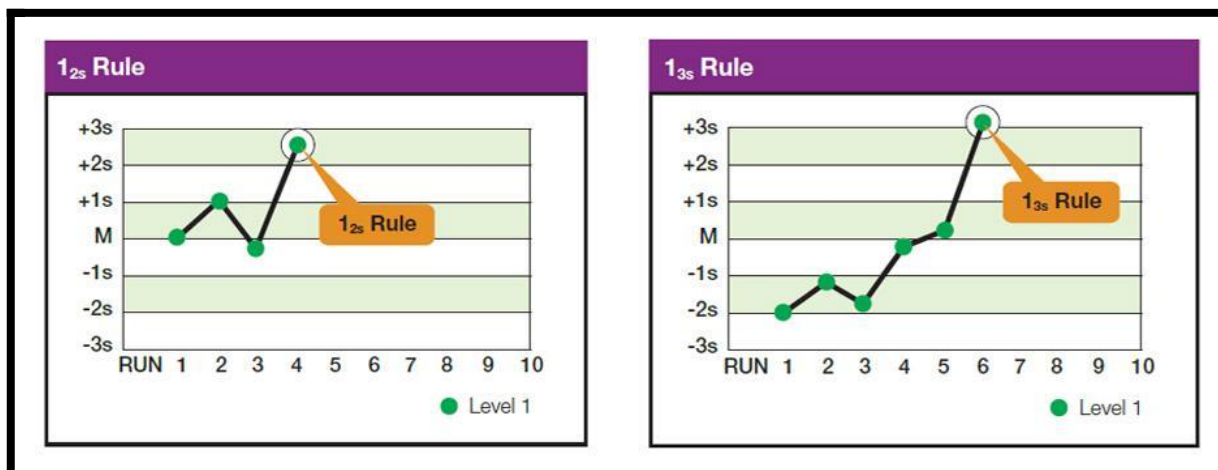 1₂ₛ Rule
+3s
+2s
+1s
M
-1s
-2s
-3s
1₂ₛ Rule
RUN 1 2 3 4 5 6 7 8 9 10
Level 1
1₃ₛ Rule
+3s
+2s
+1s
M
-1s
-2s
-3s
1₃ₛ Rule
RUN 1 2 3 4 5 6 7 8 9 10
Level 1